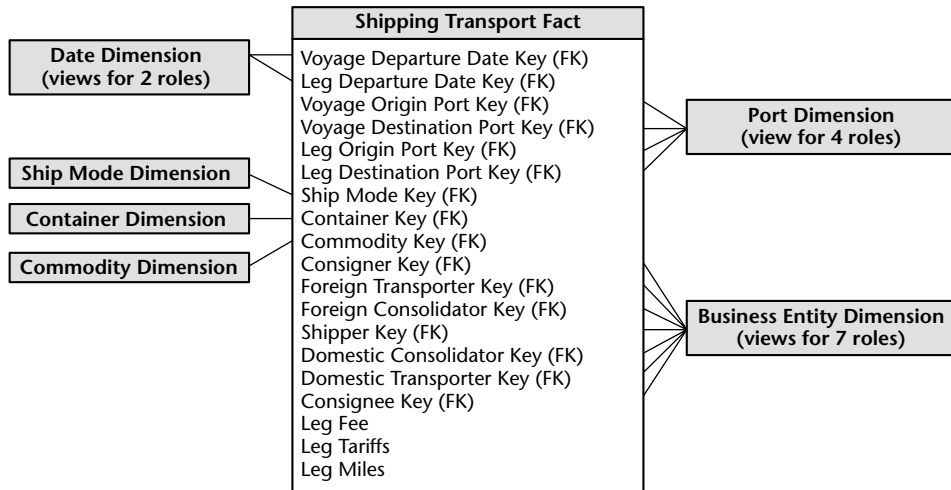 Shipping Transport Fact
Date Dimension
(views for 2 roles)
Ship Mode Dimension
Container Dimension
Commodity Dimension
Voyage Departure Date Key (FK)
Leg Departure Date Key (FK)
Voyage Origin Port Key (FK)
Voyage Destination Port Key (FK)
Leg Origin Port Key (FK)
Leg Destination Port Key (FK)
Ship Mode Key (FK)
Container Key (FK)
Commodity Key (FK)
Consigner Key (FK)
Foreign Transporter Key (FK)
Foreign Consolidator Key (FK)
Shipper Key (FK)
Domestic Consolidator Key (FK)
Domestic Transporter Key (FK)
Consignee Key (FK)
Leg Fee
Leg Tariffs
Leg Miles
Port Dimension
(view for 4 roles)
Business Entity Dimension
(views for 7 roles)